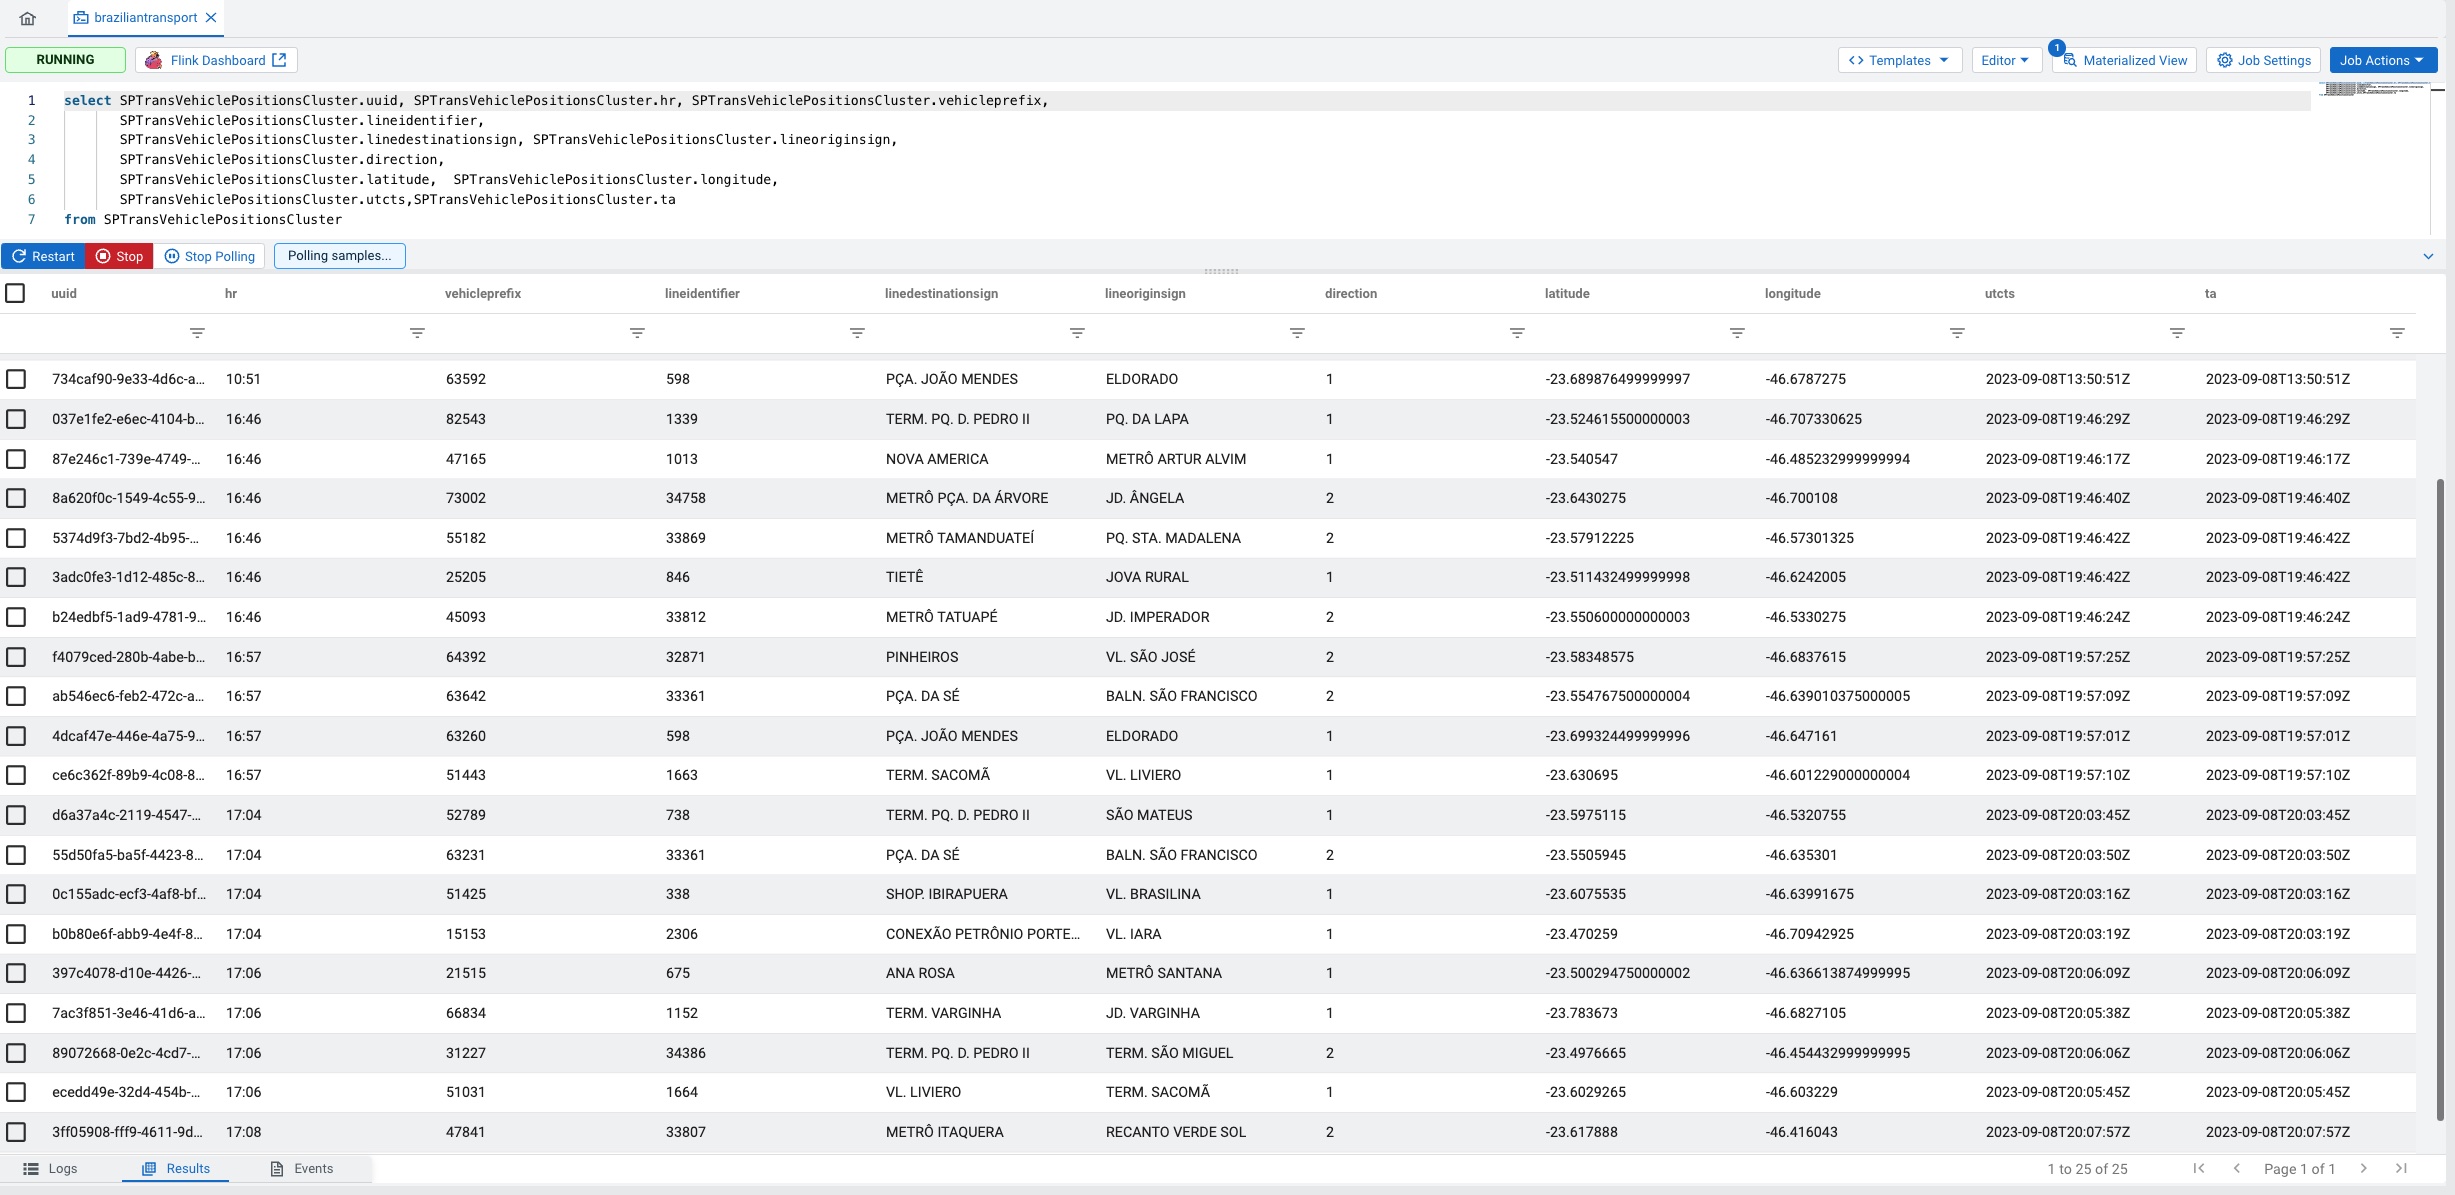 braziliantransport
RUNNING Flink Dashboard Templates Editor 1 Materialized View Job Settings Job Actions
1 select SPTransVehiclePositionsCluster.uuid, SPTransVehiclePositionsCluster.hr, SPTransVehiclePositionsCluster.vehicleprefix,
2 SPTransVehiclePositionsCluster.lineidentifier,
3 SPTransVehiclePositionsCluster.linedestinationsign, SPTransVehiclePositionsCluster.lineoriginsign,
4 SPTransVehiclePositionsCluster.direction,
5 SPTransVehiclePositionsCluster.latitude, SPTransVehiclePositionsCluster.longitude,
6 SPTransVehiclePositionsCluster.utcts,SPTransVehiclePositionsCluster.ta
7 from SPTransVehiclePositionsCluster
Restart Stop Stop Polling Polling samples...
uuid hr vehicleprefix lineidentifier linedestinationsign lineoriginsign direction latitude longitude utcts ta
734caf90-9e33-4d6c-a... 10:51 63592 598 PÇA. JOÃO MENDES ELDORADO 1 -23.689876499999997 -46.6787275 2023-09-08T13:50:51Z 2023-09-08T13:50:51Z
037e1fe2-e6ec-4104-b... 16:46 82543 1339 TERM. PQ. D. PEDRO II PQ. DA LAPA 1 -23.524615500000003 -46.707330625 2023-09-08T19:46:29Z 2023-09-08T19:46:29Z
87e246c1-739e-4749-... 16:46 47165 1013 NOVA AMERICA METRÔ ARTUR ALVIM 1 -23.540547 -46.485232999999994 2023-09-08T19:46:17Z 2023-09-08T19:46:17Z
8a620f0c-1549-4c55-9... 16:46 73002 34758 METRÔ PÇA. DA ÁRVORE JD. ÂNGELA 2 -23.6430275 -46.700108 2023-09-08T19:46:40Z 2023-09-08T19:46:40Z
5374d9f3-7bd2-4b95-... 16:46 55182 33869 METRÔ TAMANDUATEÍ PQ. STA. MADALENA 2 -23.57912225 -46.57301325 2023-09-08T19:46:42Z 2023-09-08T19:46:42Z
3adc0fe3-1d12-485c-8... 16:46 25205 846 TIETÊ JOVA RURAL 1 -23.511432499999998 -46.6242005 2023-09-08T19:46:42Z 2023-09-08T19:46:42Z
b24edbf5-1ad9-4781-9... 16:46 45093 33812 METRÔ TATUAPÉ JD. IMPERADOR 2 -23.550600000000003 -46.5330275 2023-09-08T19:46:24Z 2023-09-08T19:46:24Z
f4079ced-280b-4abe-b... 16:57 64392 32871 PINHEIROS VL. SÃO JOSÉ 2 -23.58348575 -46.6837615 2023-09-08T19:57:25Z 2023-09-08T19:57:25Z
ab546ec6-feb2-472c-a... 16:57 63642 33361 PÇA. DA SÉ BALN. SÃO FRANCISCO 2 -23.554767500000004 -46.639010375000005 2023-09-08T19:57:09Z 2023-09-08T19:57:09Z
4dcaf47e-446e-4a75-9... 16:57 63260 598 PÇA. JOÃO MENDES ELDORADO 1 -23.699324499999996 -46.647161 2023-09-08T19:57:01Z 2023-09-08T19:57:01Z
ce6c362f-89b9-4c08-8... 16:57 51443 1663 TERM. SACOMÃ VL. LIVIERO 1 -23.630695 -46.601229000000004 2023-09-08T19:57:10Z 2023-09-08T19:57:10Z
d6a37a4c-2119-4547-... 17:04 52789 738 TERM. PQ. D. PEDRO II SÃO MATEUS 1 -23.5975115 -46.5320755 2023-09-08T20:03:45Z 2023-09-08T20:03:45Z
55d50fa5-ba5f-4423-8... 17:04 63231 33361 PÇA. DA SÉ BALN. SÃO FRANCISCO 2 -23.5505945 -46.635301 2023-09-08T20:03:50Z 2023-09-08T20:03:50Z
0c155adc-ecf3-4af8-bf... 17:04 51425 338 SHOP. IBIRAPUERA VL. BRASILINA 1 -23.6075535 -46.63991675 2023-09-08T20:03:16Z 2023-09-08T20:03:16Z
b0b80e6f-abb9-4e4f-8... 17:04 15153 2306 CONEXÃO PETRÔNIO PORTE... VL. IARA 1 -23.470259 -46.70942925 2023-09-08T20:03:19Z 2023-09-08T20:03:19Z
397c4078-d10e-4426-... 17:06 21515 675 ANA ROSA METRÔ SANTANA 1 -23.500294750000002 -46.636613874999995 2023-09-08T20:06:09Z 2023-09-08T20:06:09Z
7ac3f851-3e46-41d6-a... 17:06 66834 1152 TERM. VARGINHA JD. VARGINHA 1 -23.783673 -46.6827105 2023-09-08T20:05:38Z 2023-09-08T20:05:38Z
89072668-0e2c-4cd7-... 17:06 31227 34386 TERM. PQ. D. PEDRO II TERM. SÃO MIGUEL 2 -23.4976665 -46.454432999999995 2023-09-08T20:06:06Z 2023-09-08T20:06:06Z
ecedd49e-32d4-454b-... 17:06 51031 1664 VL. LIVIERO TERM. SACOMÃ 1 -23.6029265 -46.603229 2023-09-08T20:05:45Z 2023-09-08T20:05:45Z
3ff05908-fff9-4611-9d... 17:08 47841 33807 METRÔ ITAQUERA RECANTO VERDE SOL 2 -23.617888 -46.416043 2023-09-08T20:07:57Z 2023-09-08T20:07:57Z
Logs Results Events 1 to 25 of 25 Page 1 of 1